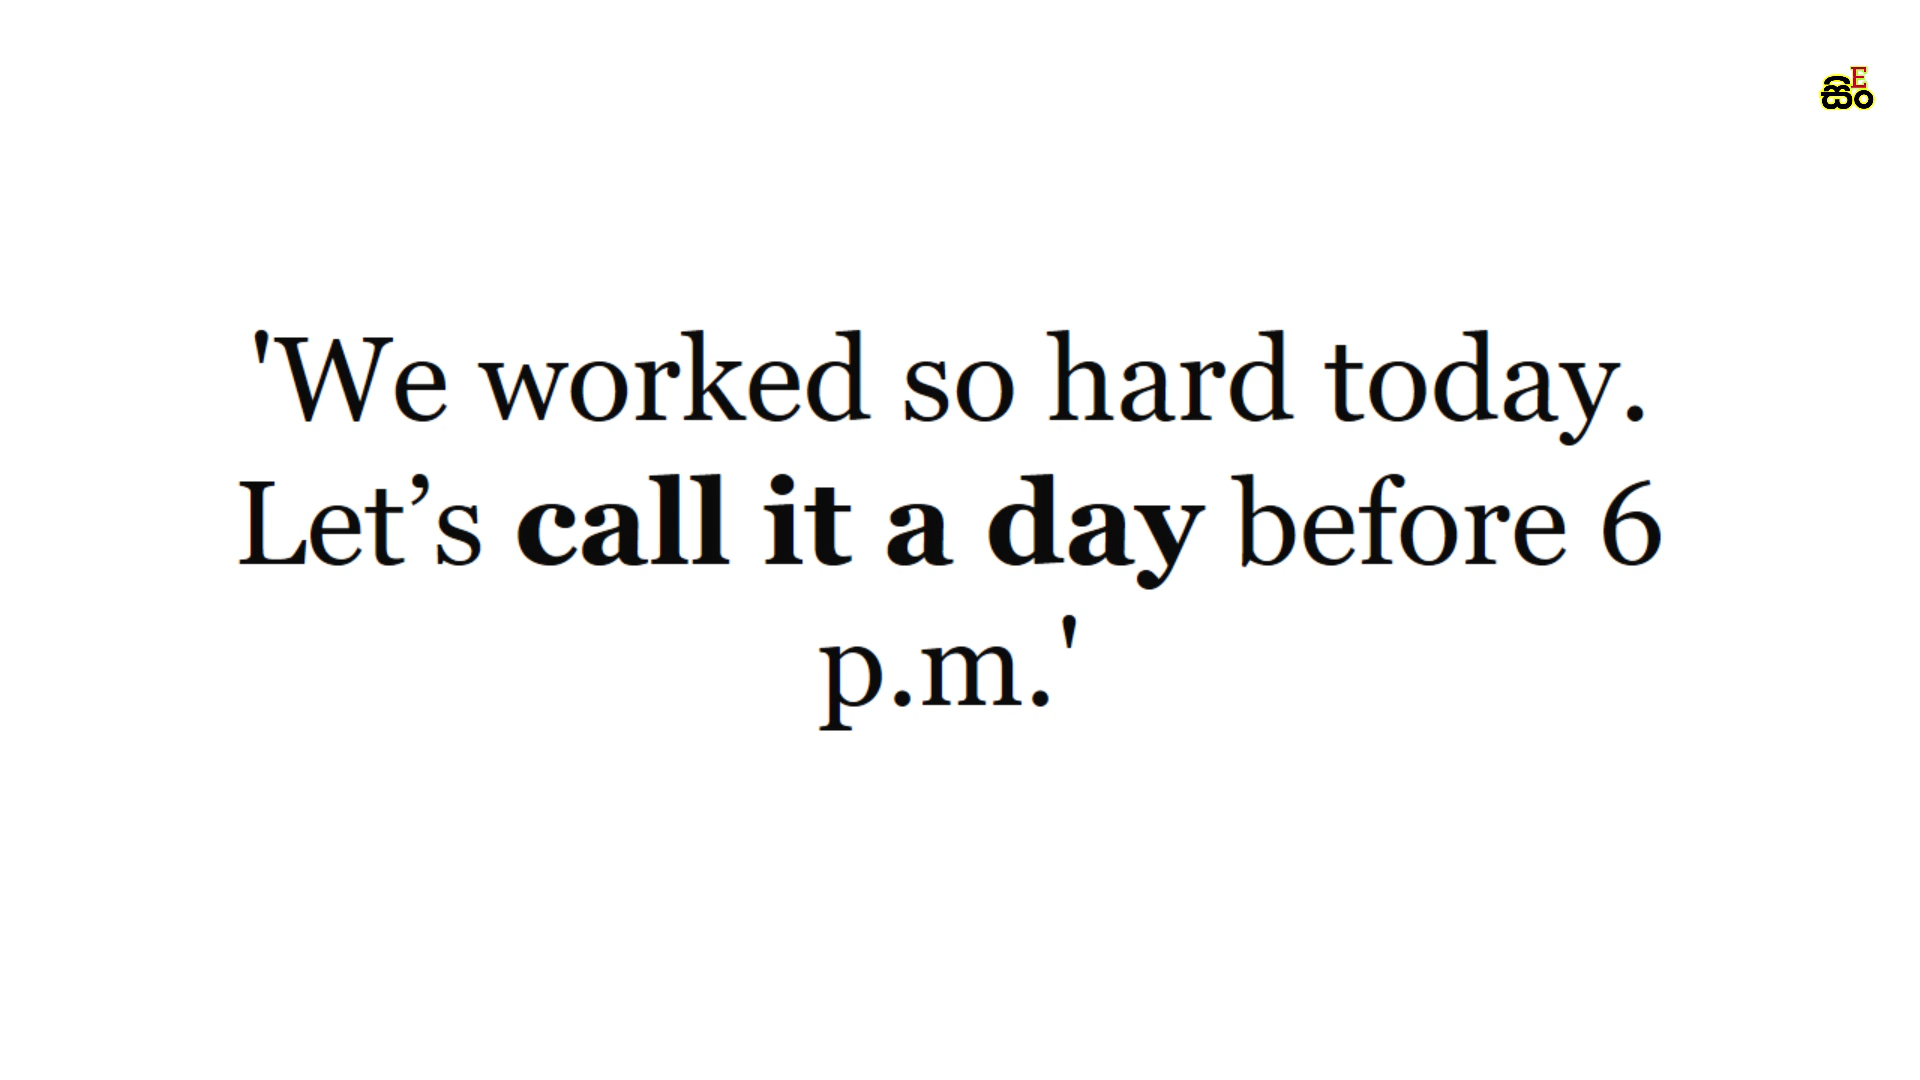 සිංE
'We worked so hard today.
Let’s call it a day before 6
p.m.'